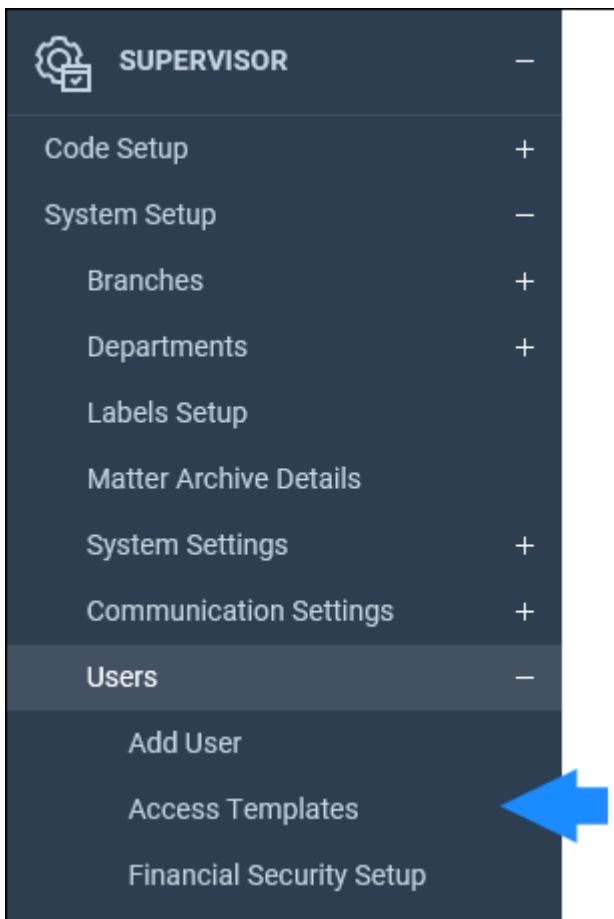 SUPERVISOR −
Code Setup +
System Setup −
Branches +
Departments +
Labels Setup
Matter Archive Details
System Settings +
Communication Settings +
Users −
Add User
Access Templates
Financial Security Setup